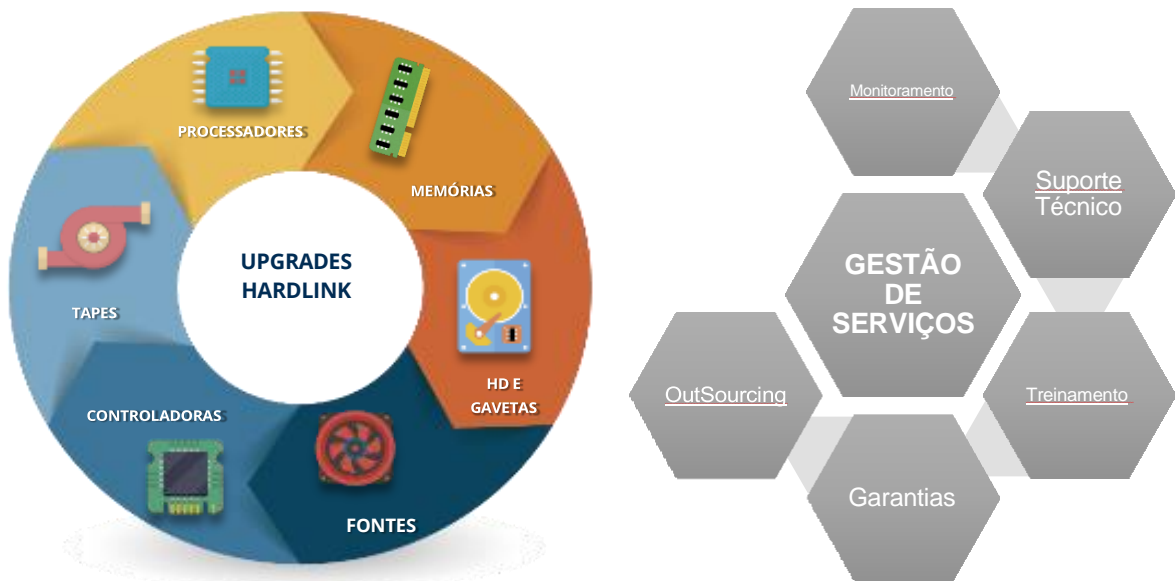 PROCESSADORES
MEMÓRIAS
HD E
GAVETAS
FONTES
CONTROLADORAS
TAPES
UPGRADES
HARDLINK
Monitoramento
Suporte
Técnico
Treinamento
Garantias
OutSourcing
GESTÃO
DE
SERVIÇOS